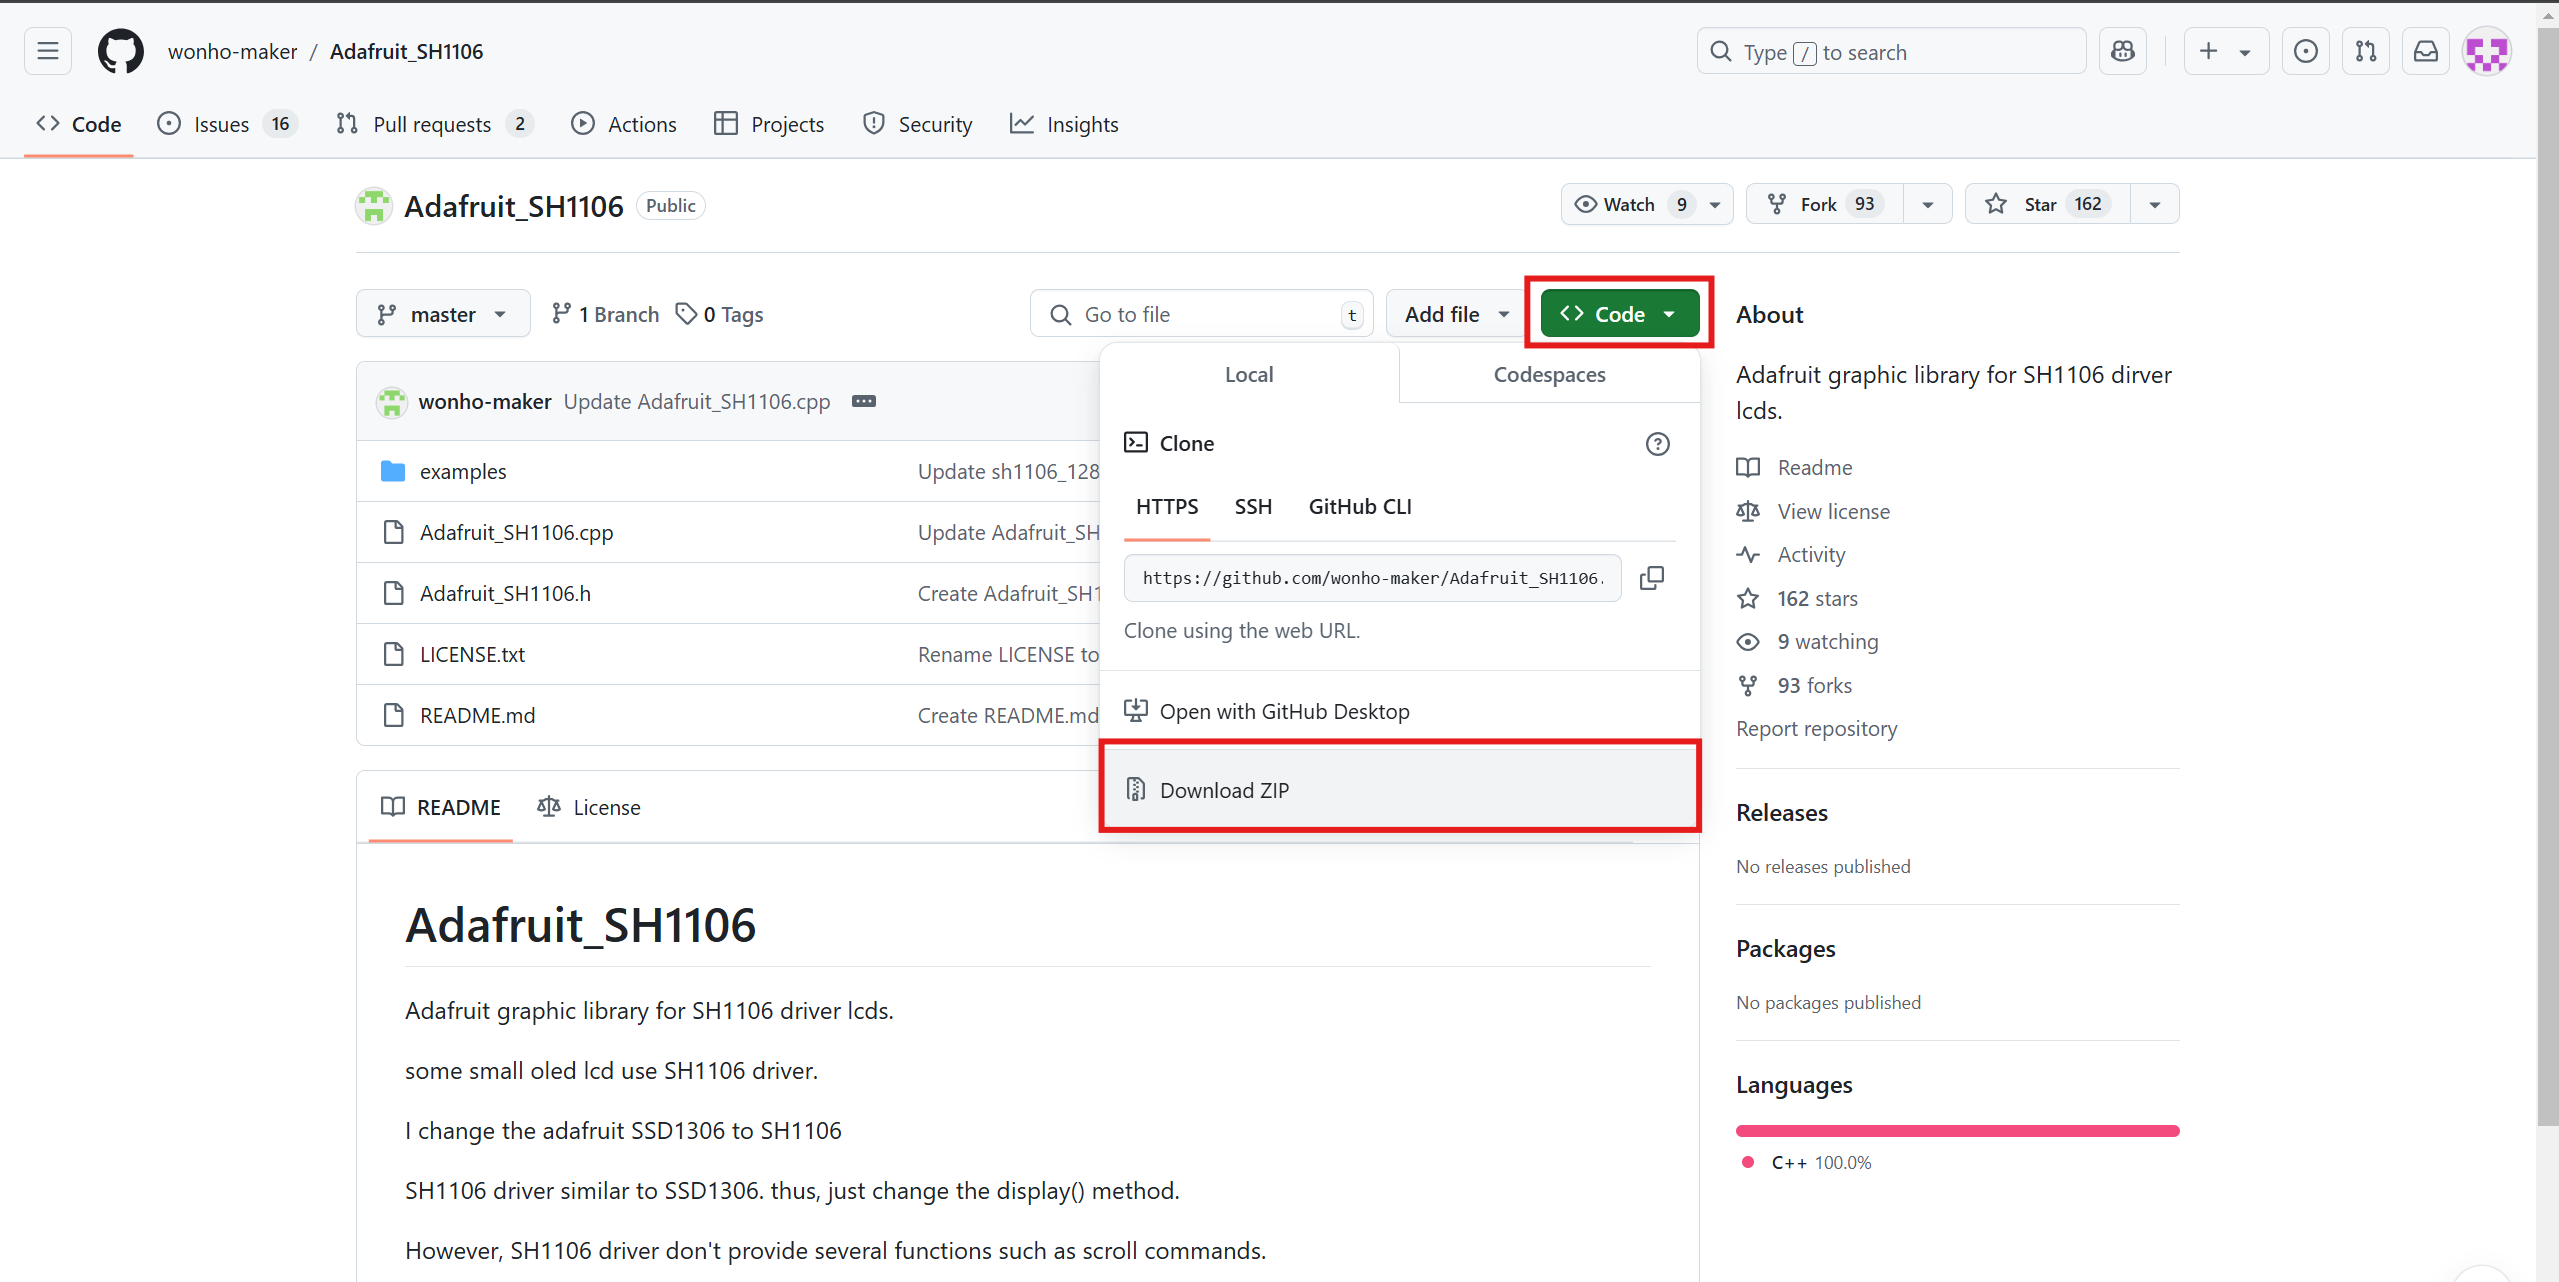 wonho-maker / Adafruit_SH1106
Type / to search
Code
Issues 16
Pull requests 2
Actions
Projects
Security
Insights
Adafruit_SH1106 Public
Watch 9
Fork 93
Star 162
master
1 Branch
0 Tags
Go to file t
Add file
Code
wonho-maker Update Adafruit_SH1106.cpp
examples Update sh1106_128
Adafruit_SH1106.cpp Update Adafruit_SH
Adafruit_SH1106.h Create Adafruit_SH1
LICENSE.txt Rename LICENSE to
README.md Create README.md
Local
Codespaces
Clone
HTTPS SSH GitHub CLI
https://github.com/wonho-maker/Adafruit_SH1106.
Clone using the web URL.
Open with GitHub Desktop
Download ZIP
README
License
Adafruit_SH1106
Adafruit graphic library for SH1106 driver lcds.
some small oled lcd use SH1106 driver.
I change the adafruit SSD1306 to SH1106
SH1106 driver similar to SSD1306. thus, just change the display() method.
However, SH1106 driver don't provide several functions such as scroll commands.
About
Adafruit graphic library for SH1106 dirver
lcds.
Readme
View license
Activity
162 stars
9 watching
93 forks
Report repository
Releases
No releases published
Packages
No packages published
Languages
C++ 100.0%